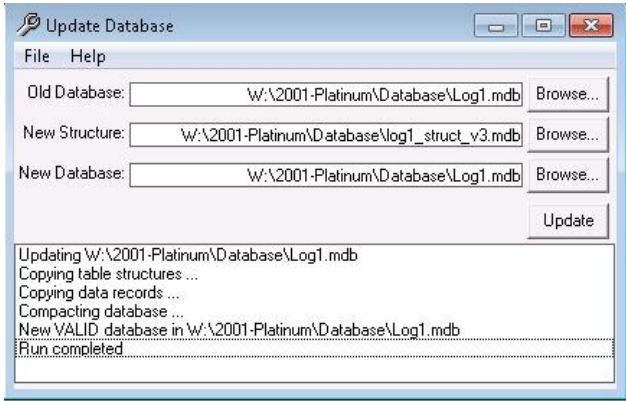 Update Database
File Help
Old Database: W:\2001-Platinum\Database\Log1.mdb Browse...
New Structure: W:\2001-Platinum\Database\log1_struct_v3.mdb Browse...
New Database: W:\2001-Platinum\Database\Log1.mdb Browse...
Update
Updating W:\2001-Platinum\Database\Log1.mdb
Copying table structures ...
Copying data records ...
Compacting database ...
New VALID database in W:\2001-Platinum\Database\Log1.mdb
Run completed